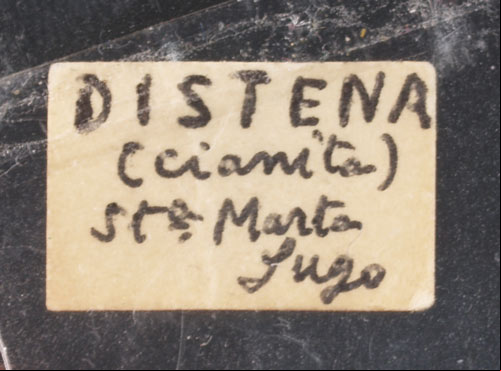 DISTENA
(cianita)
Stª Marta
Lugo